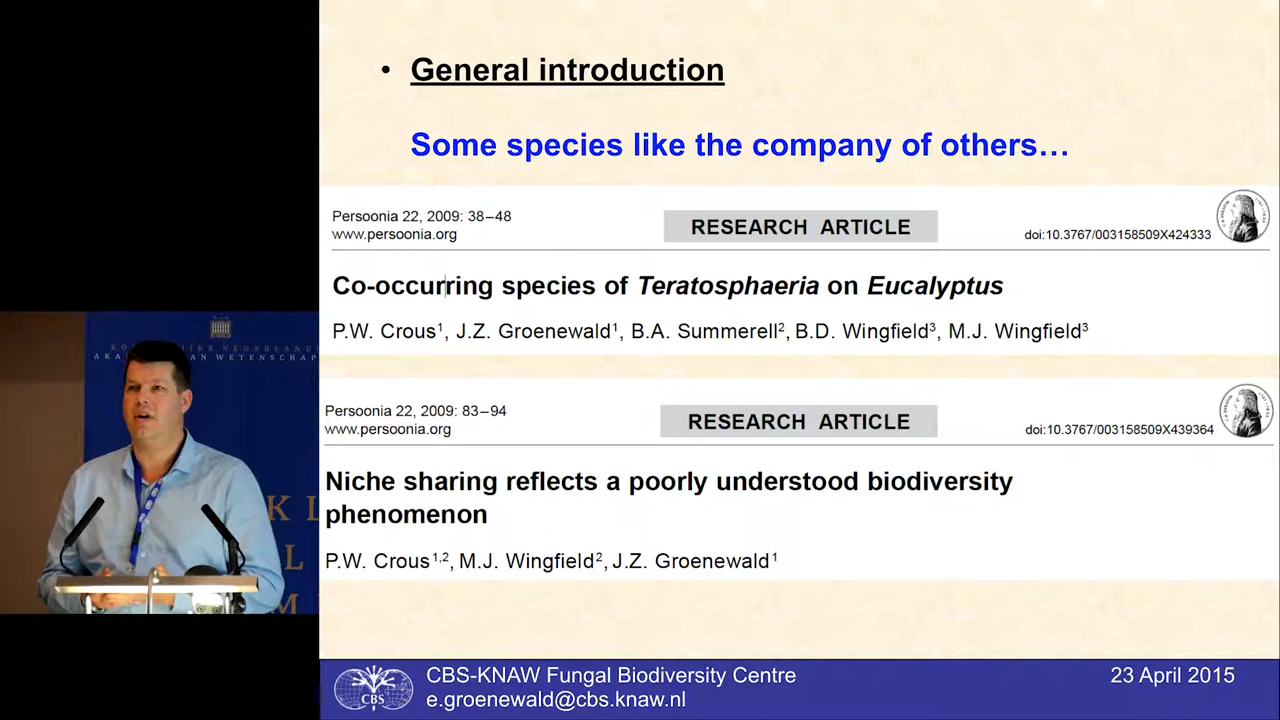 • General introduction
Some species like the company of others…
Persoonia 22, 2009: 38–48
www.persoonia.org
RESEARCH ARTICLE
doi:10.3767/003158509X424333
Co-occurring species of Teratosphaeria on Eucalyptus
P.W. Crous¹, J.Z. Groenewald¹, B.A. Summerell², B.D. Wingfield³, M.J. Wingfield³
Persoonia 22, 2009: 83–94
www.persoonia.org
RESEARCH ARTICLE
doi:10.3767/003158509X439364
Niche sharing reflects a poorly understood biodiversity
phenomenon
P.W. Crous¹,², M.J. Wingfield², J.Z. Groenewald¹
CBS
CBS-KNAW Fungal Biodiversity Centre
e.groenewald@cbs.knaw.nl
23 April 2015